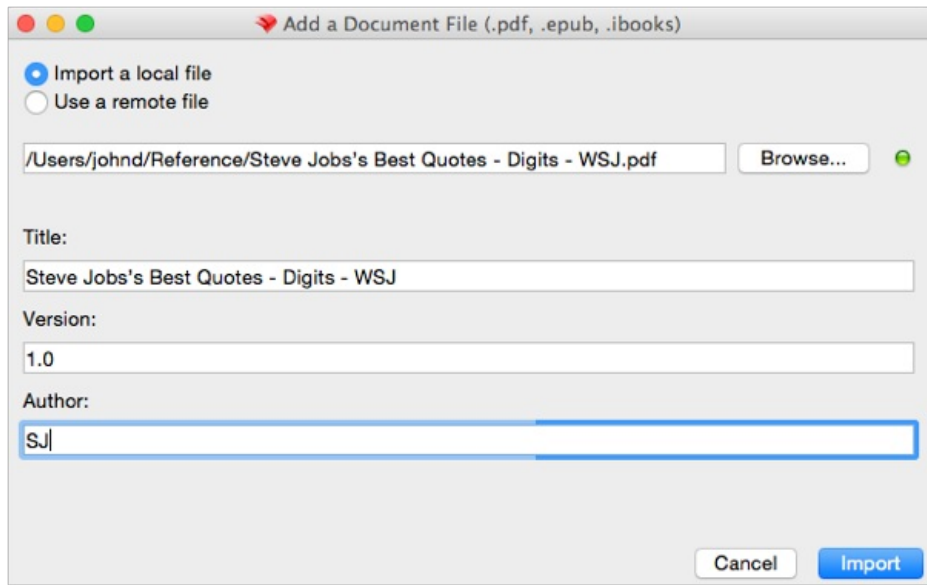 Add a Document File (.pdf, .epub, .ibooks)
Import a local file
Use a remote file
/Users/johnd/Reference/Steve Jobs's Best Quotes - Digits - WSJ.pdf Browse...
Title:
Steve Jobs's Best Quotes - Digits - WSJ
Version:
1.0
Author:
SJ
Cancel Import